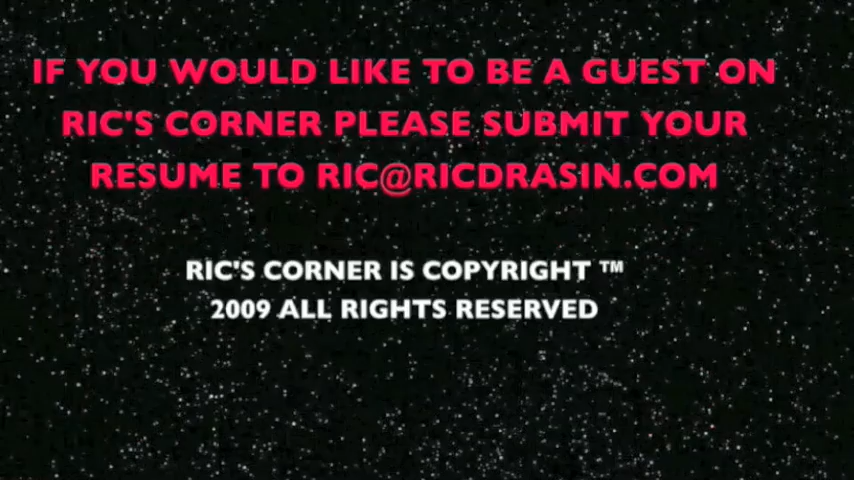 IF YOU WOULD LIKE TO BE A GUEST ON
RIC'S CORNER PLEASE SUBMIT YOUR
RESUME TO RIC@RICDRASIN.COM
RIC'S CORNER IS COPYRIGHT ™
2009 ALL RIGHTS RESERVED